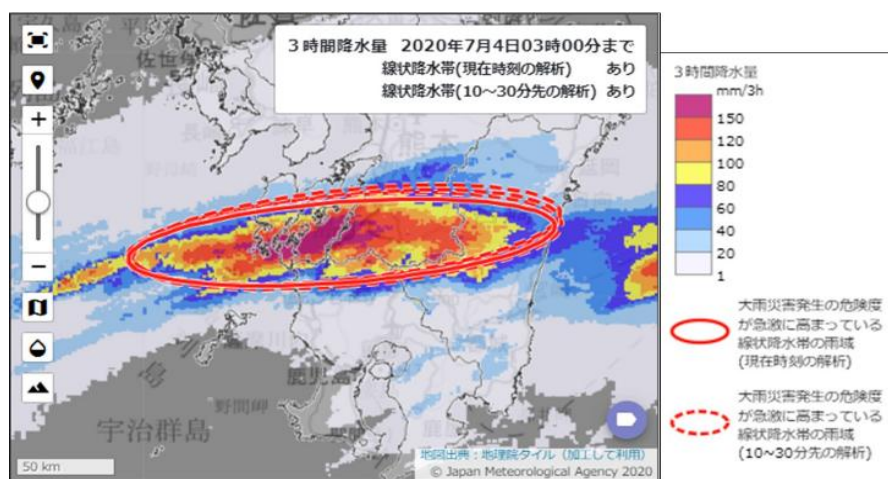 3時間降水量 2020年7月4日03時00分まで
線状降水帯(現在時刻の解析) あり
線状降水帯(10～30分先の解析) あり
佐世保
熊本
延岡
野母崎
鹿児島
野間岬
宇治群島
+
−
50 km
地図出典：地理院タイル（加工して利用）
© Japan Meteorological Agency 2020
3時間降水量
mm/3h
150
120
100
80
60
40
20
1
大雨災害発生の危険度
が急激に高まっている
線状降水帯の雨域
(現在時刻の解析)
大雨災害発生の危険度
が急激に高まっている
線状降水帯の雨域
(10~30分先の解析)